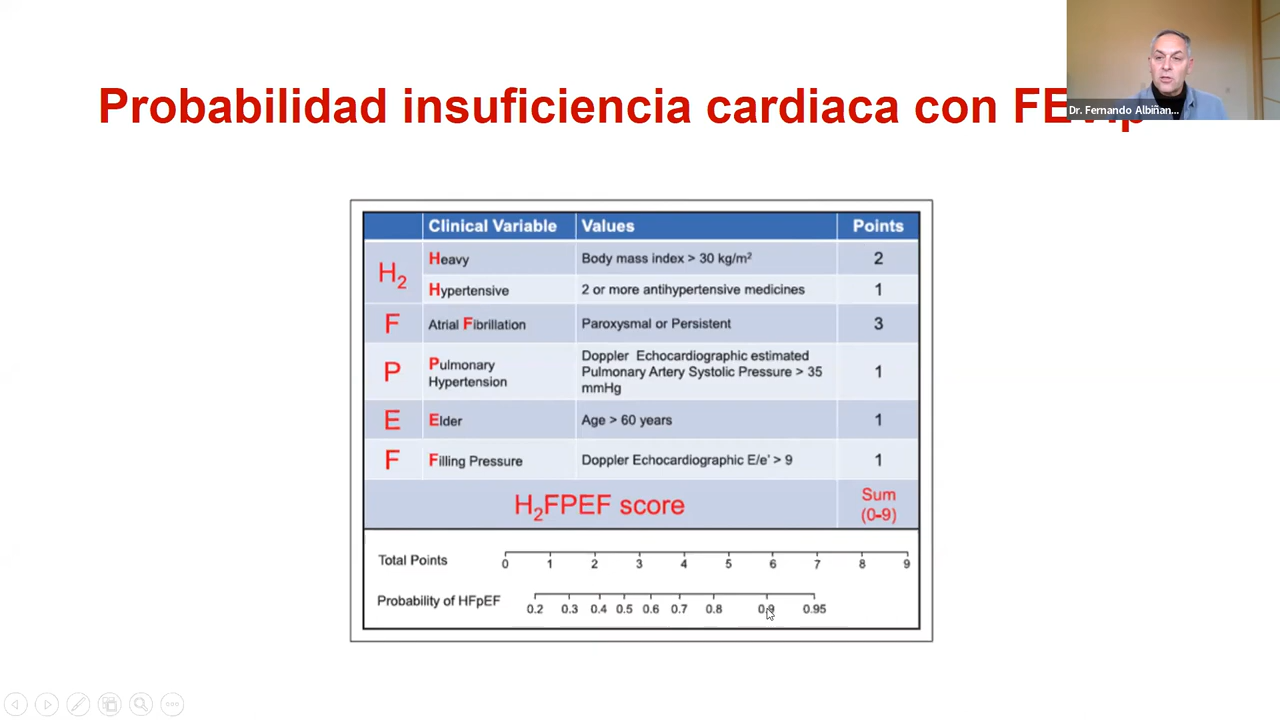 Probabilidad insuficiencia cardiaca con
Dr. Fernando Albiñan...
Clinical Variable Values Points
H2
Heavy Body mass index > 30 kg/m² 2
Hypertensive 2 or more antihypertensive medicines 1
F Atrial Fibrillation Paroxysmal or Persistent 3
P Pulmonary Hypertension
Doppler Echocardiographic estimated
Pulmonary Artery Systolic Pressure > 35
mmHg
1
E Elder Age > 60 years 1
F Filling Pressure Doppler Echocardiographic E/e' > 9 1
H2FPEF score
Sum
(0-9)
Total Points 0 1 2 3 4 5 6 7 8 9
Probability of HFpEF 0.2 0.3 0.4 0.5 0.6 0.7 0.8 0.9 0.95